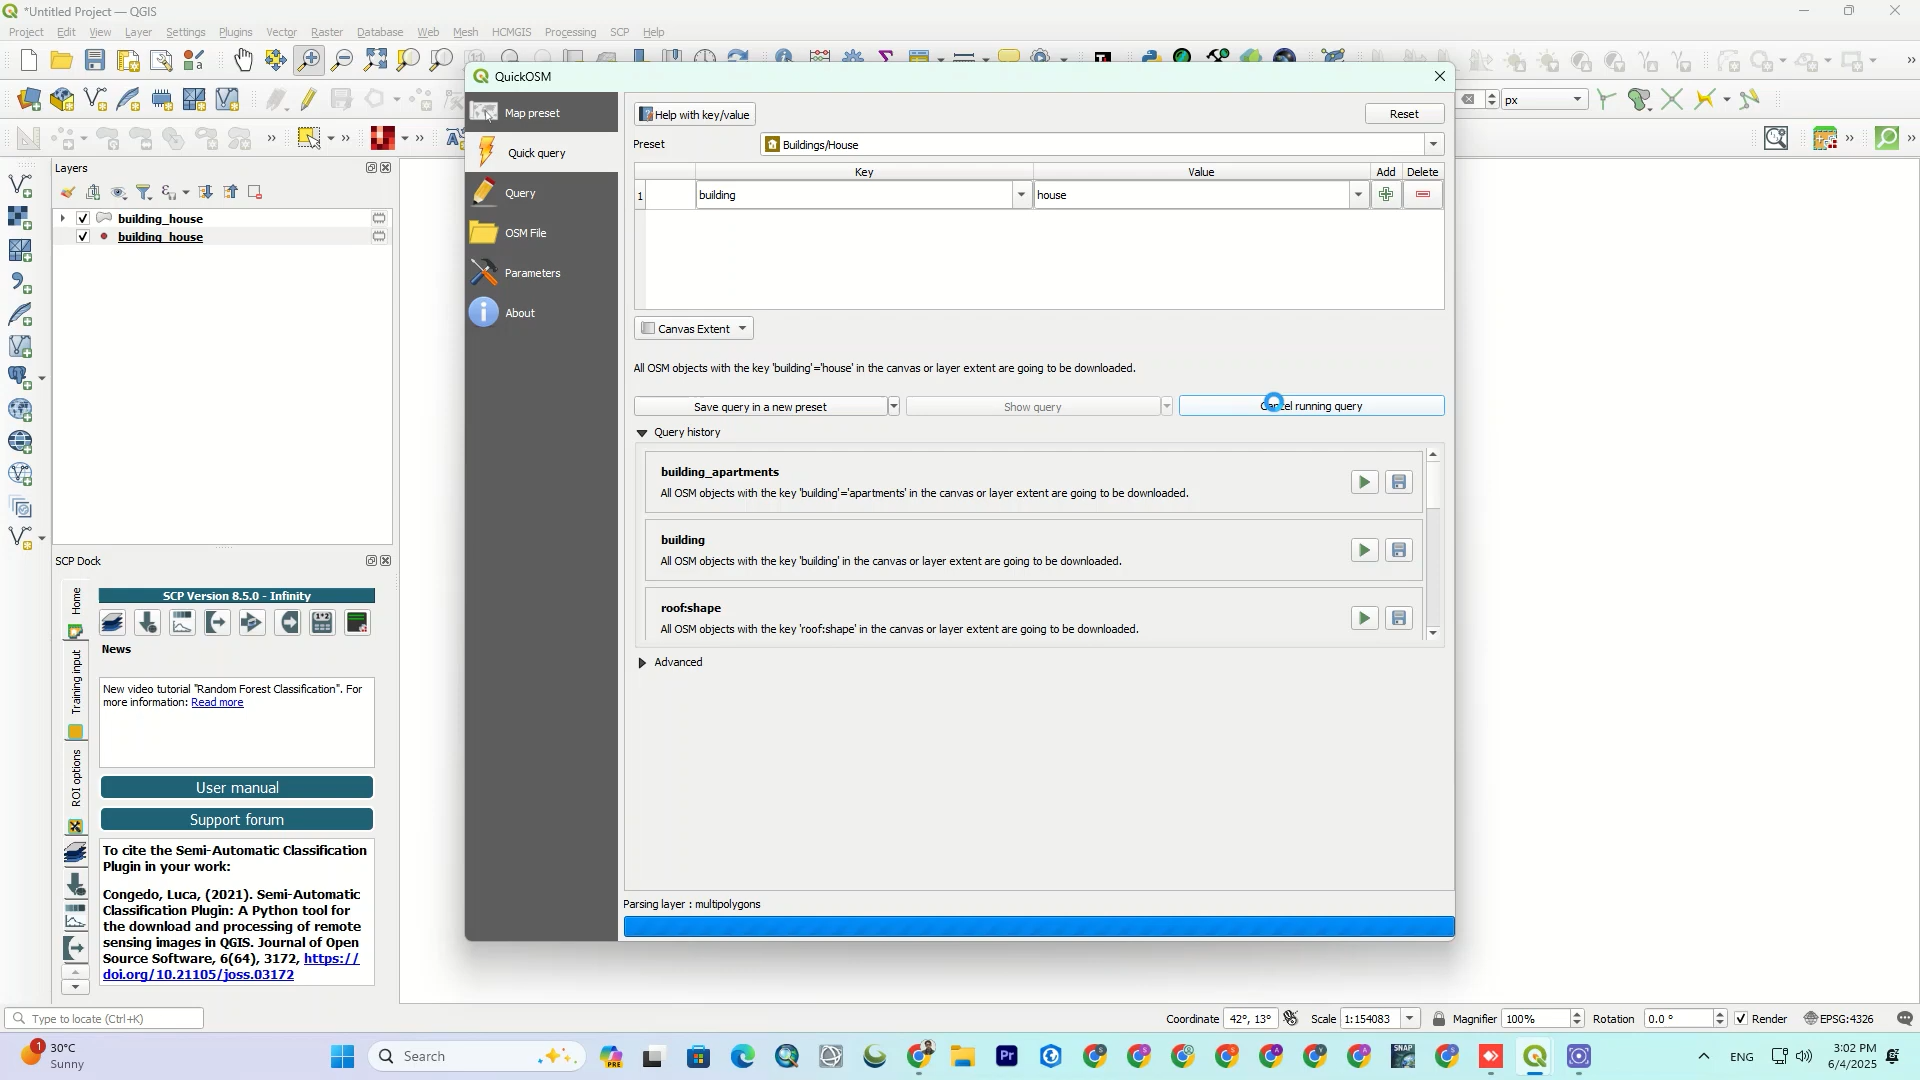 *Untitled Project — QGIS
Project Edit View Layer Settings Plugins Vector Raster Database Web Mesh HCMGIS Processing SCP Help
QuickOSM
px
Layers
building_house
building_house
Map preset
Quick query
Query
OSM File
Parameters
About
Help with key/value
Reset
Preset
Buildings/House
Key Value Add Delete
1 building house
Canvas Extent
All OSM objects with the key 'building'='house' in the canvas or layer extent are going to be downloaded.
Save query in a new preset Show query Cancel running query
Query history
building_apartments
All OSM objects with the key 'building'='apartments' in the canvas or layer extent are going to be downloaded.
building
All OSM objects with the key 'building' in the canvas or layer extent are going to be downloaded.
roof:shape
All OSM objects with the key 'roof:shape' in the canvas or layer extent are going to be downloaded.
Advanced
Parsing layer : multipolygons
SCP Dock
Home
Training input
ROI options
SCP Version 8.5.0 - Infinity
News
New video tutorial "Random Forest Classification". For
more information: Read more
User manual
Support forum
To cite the Semi-Automatic Classification
Plugin in your work:
Congedo, Luca, (2021). Semi-Automatic
Classification Plugin: A Python tool for
the download and processing of remote
sensing images in QGIS. Journal of Open
Source Software, 6(64), 3172, https://
doi.org/10.21105/joss.03172
Type to locate (Ctrl+K)
Coordinate 42°, 13° Scale 1:154083 Magnifier 100% Rotation 0.0 ° Render EPSG:4326
1
30°C
Sunny
Search
PRE
Pr
SNAP
ENG
3:02 PM
6/4/2025